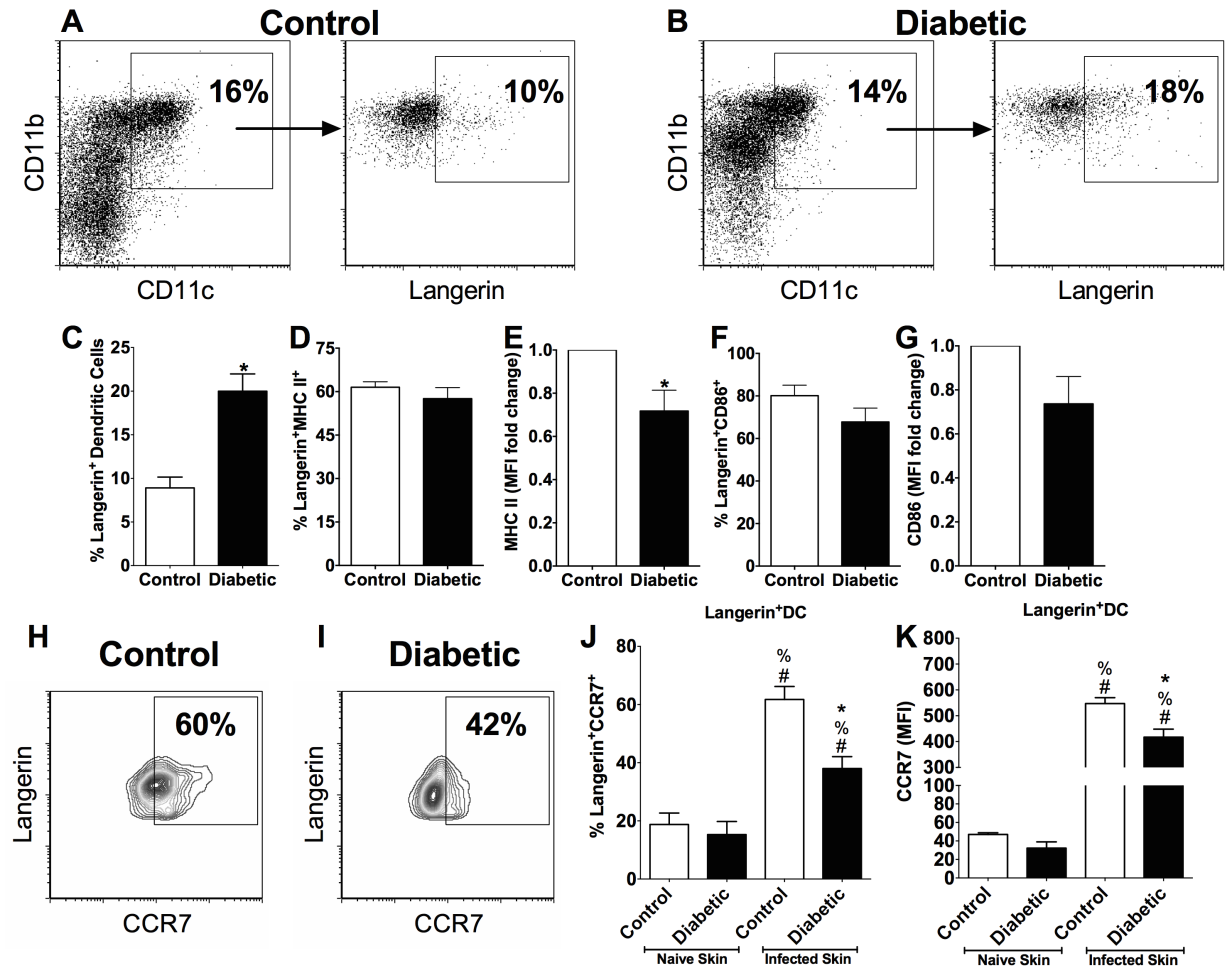 A Control B Diabetic
16% 10% 14% 18%
CD11b CD11b
CD11c Langerin CD11c Langerin
C D E F G
% Langerin⁺ Dendritic Cells
25
20
15
10
5
0
*
Control Diabetic
% Langerin⁺MHC II⁺
75
60
45
30
15
0
Control Diabetic
MHC II (MFI fold change)
1.0
0.8
0.6
0.4
0.2
0.0
*
Control Diabetic
% Langerin⁺CD86⁺
100
80
60
40
20
0
Control Diabetic
CD86 (MFI fold change)
1.0
0.8
0.6
0.4
0.2
0.0
Control Diabetic
H Control
60%
Langerin
CCR7
I Diabetic
42%
Langerin
CCR7
J
Langerin⁺DC
% Langerin⁺CCR7⁺
80
60
40
20
0
%
#
*
%
#
Control Diabetic Control Diabetic
Naive Skin Infected Skin
K
Langerin⁺DC
CCR7 (MFI)
800
700
600
500
400
300
100
80
60
40
20
0
%
#
*
%
#
Control Diabetic Control Diabetic
Naive Skin Infected Skin